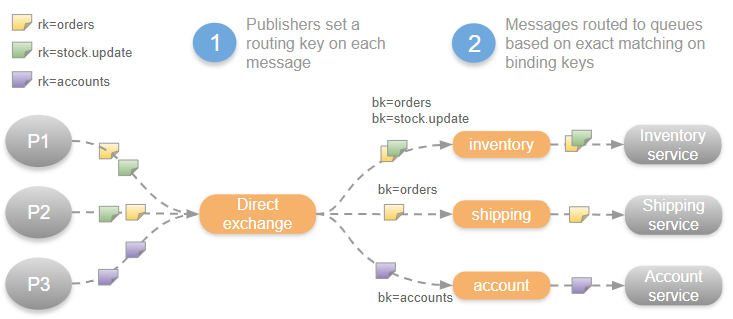 rk=orders
rk=stock.update
rk=accounts
1
Publishers set a
routing key on each
message
2
Messages routed to queues
based on exact matching on
binding keys
P1
P2
P3
Direct
exchange
bk=orders
bk=stock.update
inventory
Inventory
service
bk=orders
shipping
Shipping
service
bk=accounts
account
Account
service